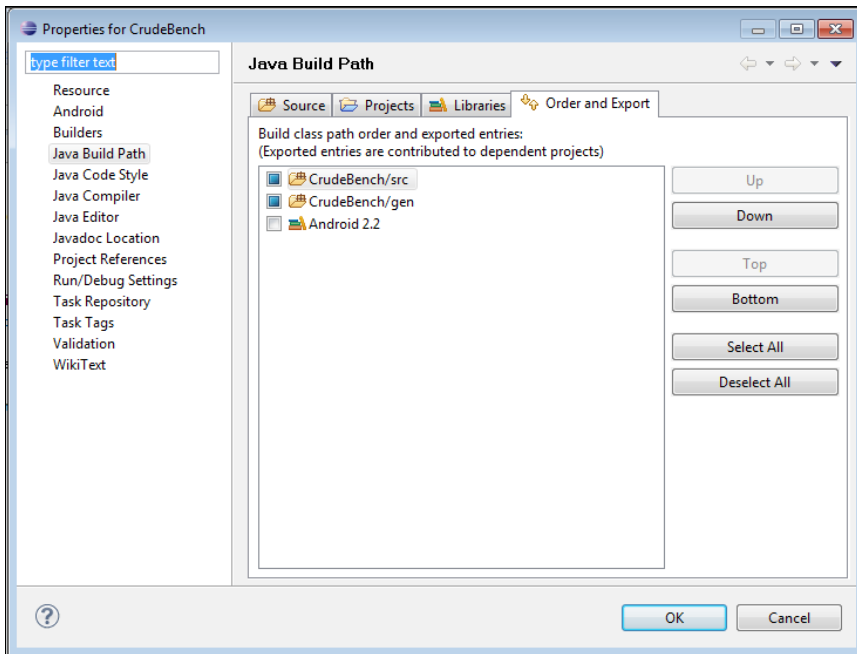 Properties for CrudeBench
type filter text
Resource
Android
Builders
Java Build Path
Java Code Style
Java Compiler
Java Editor
Javadoc Location
Project References
Run/Debug Settings
Task Repository
Task Tags
Validation
WikiText
Java Build Path
Source Projects Libraries Order and Export
Build class path order and exported entries:
(Exported entries are contributed to dependent projects)
CrudeBench/src
CrudeBench/gen
Android 2.2
Up
Down
Top
Bottom
Select All
Deselect All
?
OK Cancel